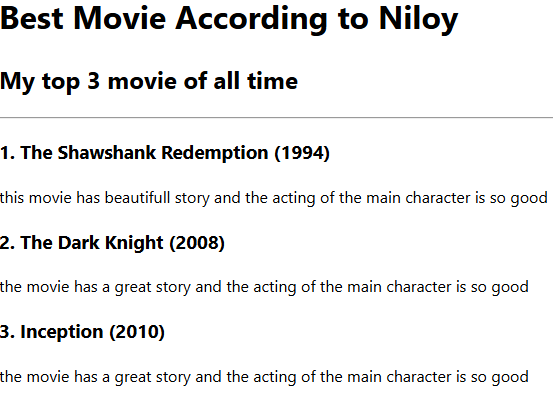 Best Movie According to Niloy
My top 3 movie of all time
1. The Shawshank Redemption (1994)
this movie has beautifull story and the acting of the main character is so good
2. The Dark Knight (2008)
the movie has a great story and the acting of the main character is so good
3. Inception (2010)
the movie has a great story and the acting of the main character is so good